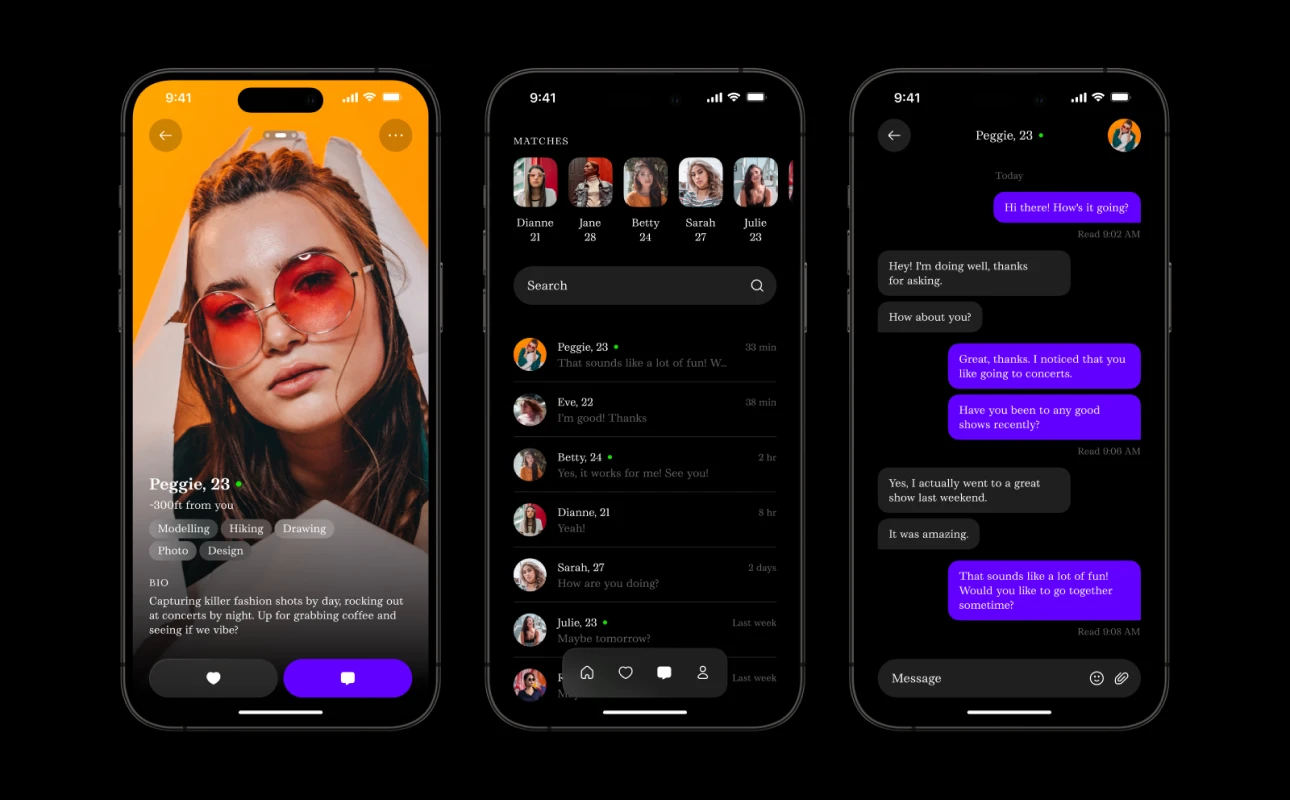 9:41
Peggie, 23
~300ft from you
Modelling Hiking Drawing
Photo Design
BIO
Capturing killer fashion shots by day, rocking out
at concerts by night. Up for grabbing coffee and
seeing if we vibe?
9:41
MATCHES
Dianne Jane Betty Sarah Julie
21 28 24 27 23
Search
Peggie, 23 33 min
That sounds like a lot of fun! W...
Eve, 22 38 min
I'm good! Thanks
Betty, 24 2 hr
Yes, it works for me! See you!
Dianne, 21 8 hr
Yeah!
Sarah, 27 2 days
How are you doing?
Julie, 23 Last week
Maybe tomorrow?
Last week
9:41
Peggie, 23
Today
Hi there! How's it going?
Read 9:02 AM
Hey! I'm doing well, thanks
for asking.
How about you?
Great, thanks. I noticed that you
like going to concerts.
Have you been to any good
shows recently?
Read 9:06 AM
Yes, I actually went to a great
show last weekend.
It was amazing.
That sounds like a lot of fun!
Would you like to go together
sometime?
Read 9:08 AM
Message